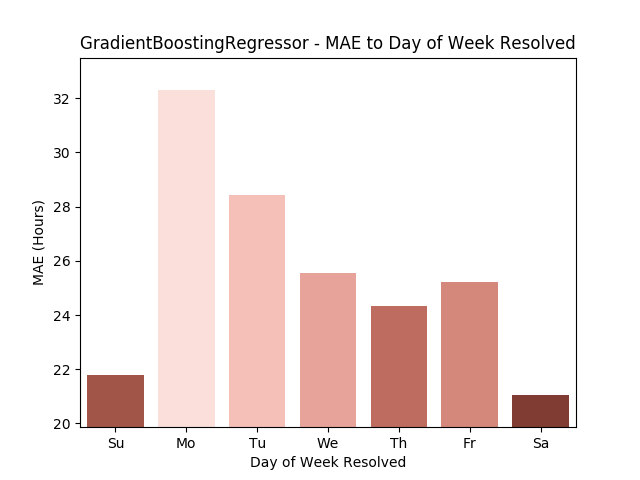 GradientBoostingRegressor - MAE to Day of Week Resolved
MAE (Hours)
32
30
28
26
24
22
20
Su Mo Tu We Th Fr Sa
Day of Week Resolved